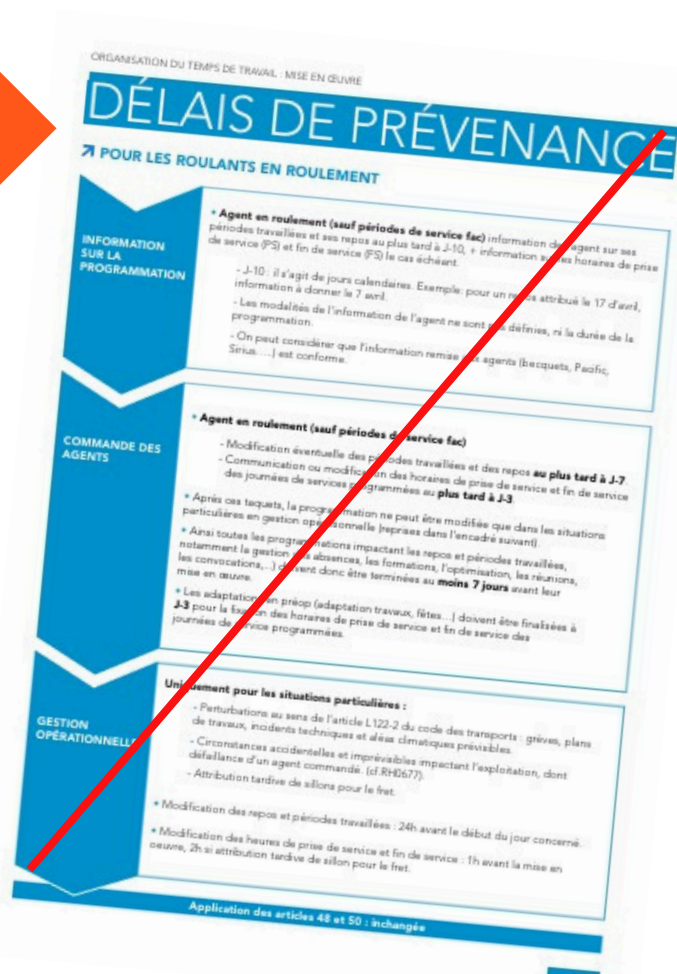 ORGANISATION DU TEMPS DE TRAVAIL : MISE EN ŒUVRE
DÉLAIS DE PRÉVENANCE
POUR LES ROULANTS EN ROULEMENT
INFORMATION
SUR LA
PROGRAMMATION
• Agent en roulement (sauf périodes de service fac) information de l'agent sur ses
périodes travaillées et ses repos au plus tard à J-10, + information sur les horaires de prise
de service (PS) et fin de service (FS) le cas échéant.
- J-10 : il s'agit de jours calendaires. Exemple: pour un repos attribué le 17 d'avril,
information à donner le 7 avril.
- Les modalités de l'information de l'agent ne sont pas définies, ni la durée de la
programmation.
- On peut considérer que l'information remise aux agents (becquets, Pacific,
Sirius.…) est conforme.
COMMANDE DES
AGENTS
• Agent en roulement (sauf périodes de service fac)
- Modification éventuelle des périodes travaillées et des repos au plus tard à J-7.
- Communication ou modification des horaires de prise de service et fin de service
des journées de services programmées au plus tard à J-3.
• Après ces taquets, la programmation ne peut être modifiée que dans les situations
particulières en gestion opérationnelle (reprises dans l'encadré suivant).
• Ainsi toutes les programmations impactant les repos et périodes travaillées,
notamment la gestion des absences, les formations, l'optimisation, les réunions,
les convocations,…) doivent donc être terminées au moins 7 jours avant leur
mise en œuvre.
• Les adaptations en préop (adaptation travaux, fêtes…) doivent être finalisées à
J-3 pour la fixation des horaires de prise de service et fin de service des
journées de service programmées.
GESTION
OPÉRATIONNELLE
Uniquement pour les situations particulières :
- Perturbations au sens de l'article L122-2 du code des transports : grèves, plans
de travaux, incidents techniques et aléas climatiques prévisibles.
- Circonstances accidentelles et imprévisibles impactant l'exploitation, dont
défaillance d'un agent commandé. (cf.RH0677).
- Attribution tardive de sillons pour le fret.
• Modification des repos et périodes travaillées : 24h avant le début du jour concerné.
• Modification des heures de prise de service et fin de service : 1h avant la mise en
oeuvre, 2h si attribution tardive de sillon pour le fret.
Application des articles 48 et 50 : inchangée